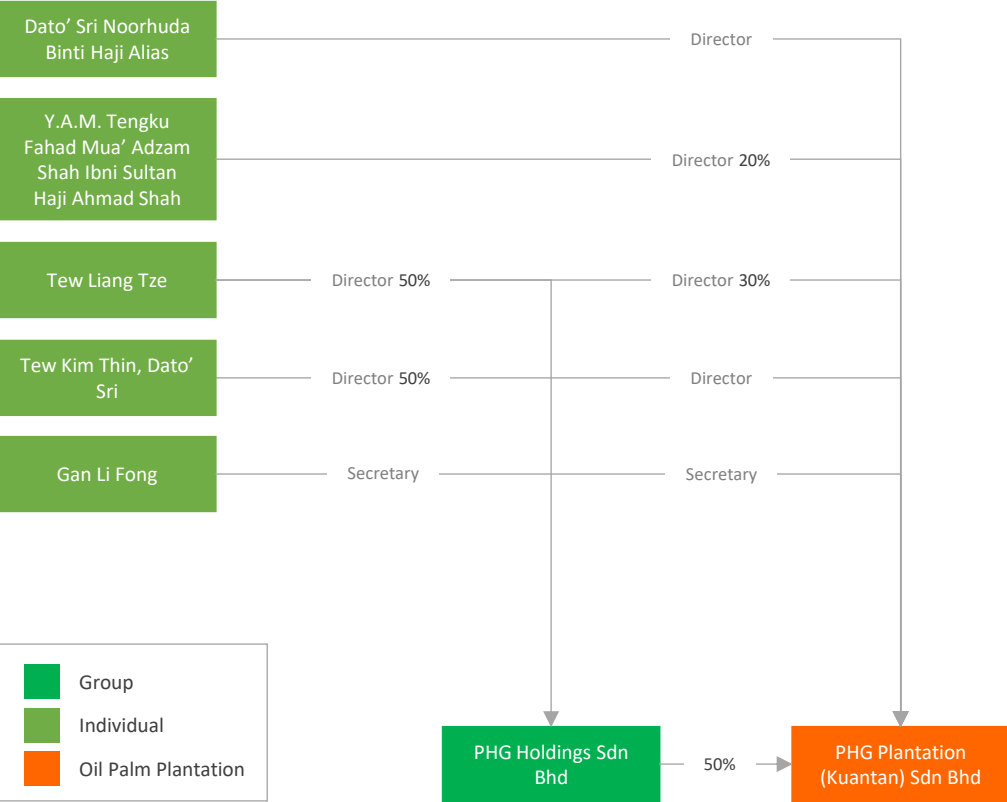 Dato’ Sri Noorhuda
Binti Haji Alias
Director
Y.A.M. Tengku
Fahad Mua’ Adzam
Shah Ibni Sultan
Haji Ahmad Shah
Director 20%
Tew Liang Tze
Director 50%
Director 30%
Tew Kim Thin, Dato’
Sri
Director 50%
Director
Gan Li Fong
Secretary
Secretary
Group
Individual
Oil Palm Plantation
PHG Holdings Sdn
Bhd
50%
PHG Plantation
(Kuantan) Sdn Bhd